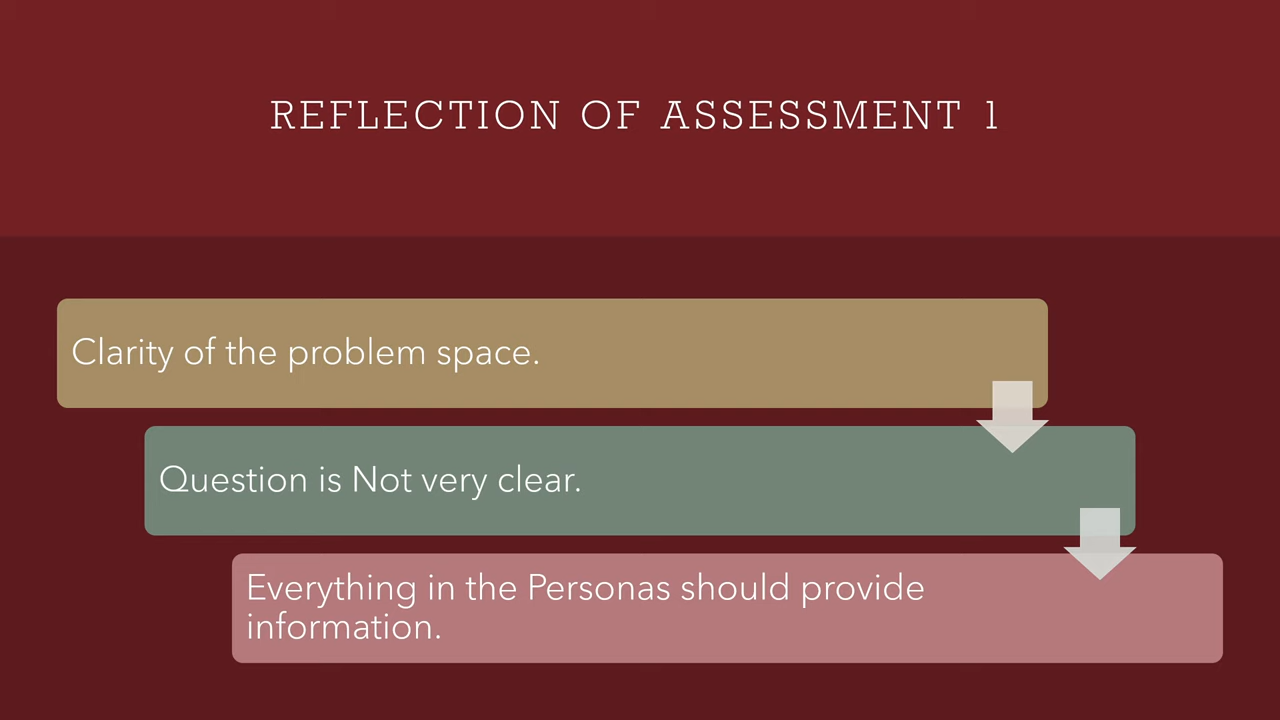 REFLECTION OF ASSESSMENT 1
Clarity of the problem space.
Question is Not very clear.
Everything in the Personas should provide
information.